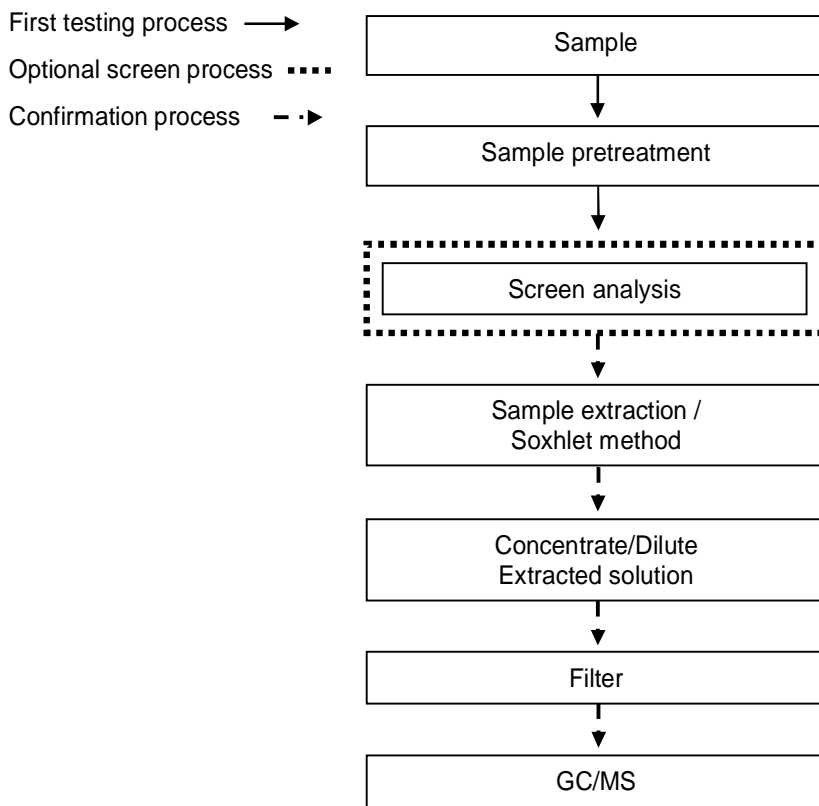 First testing process
Optional screen process
Confirmation process
Sample
Sample pretreatment
Screen analysis
Sample extraction /
Soxhlet method
Concentrate/Dilute
Extracted solution
Filter
GC/MS